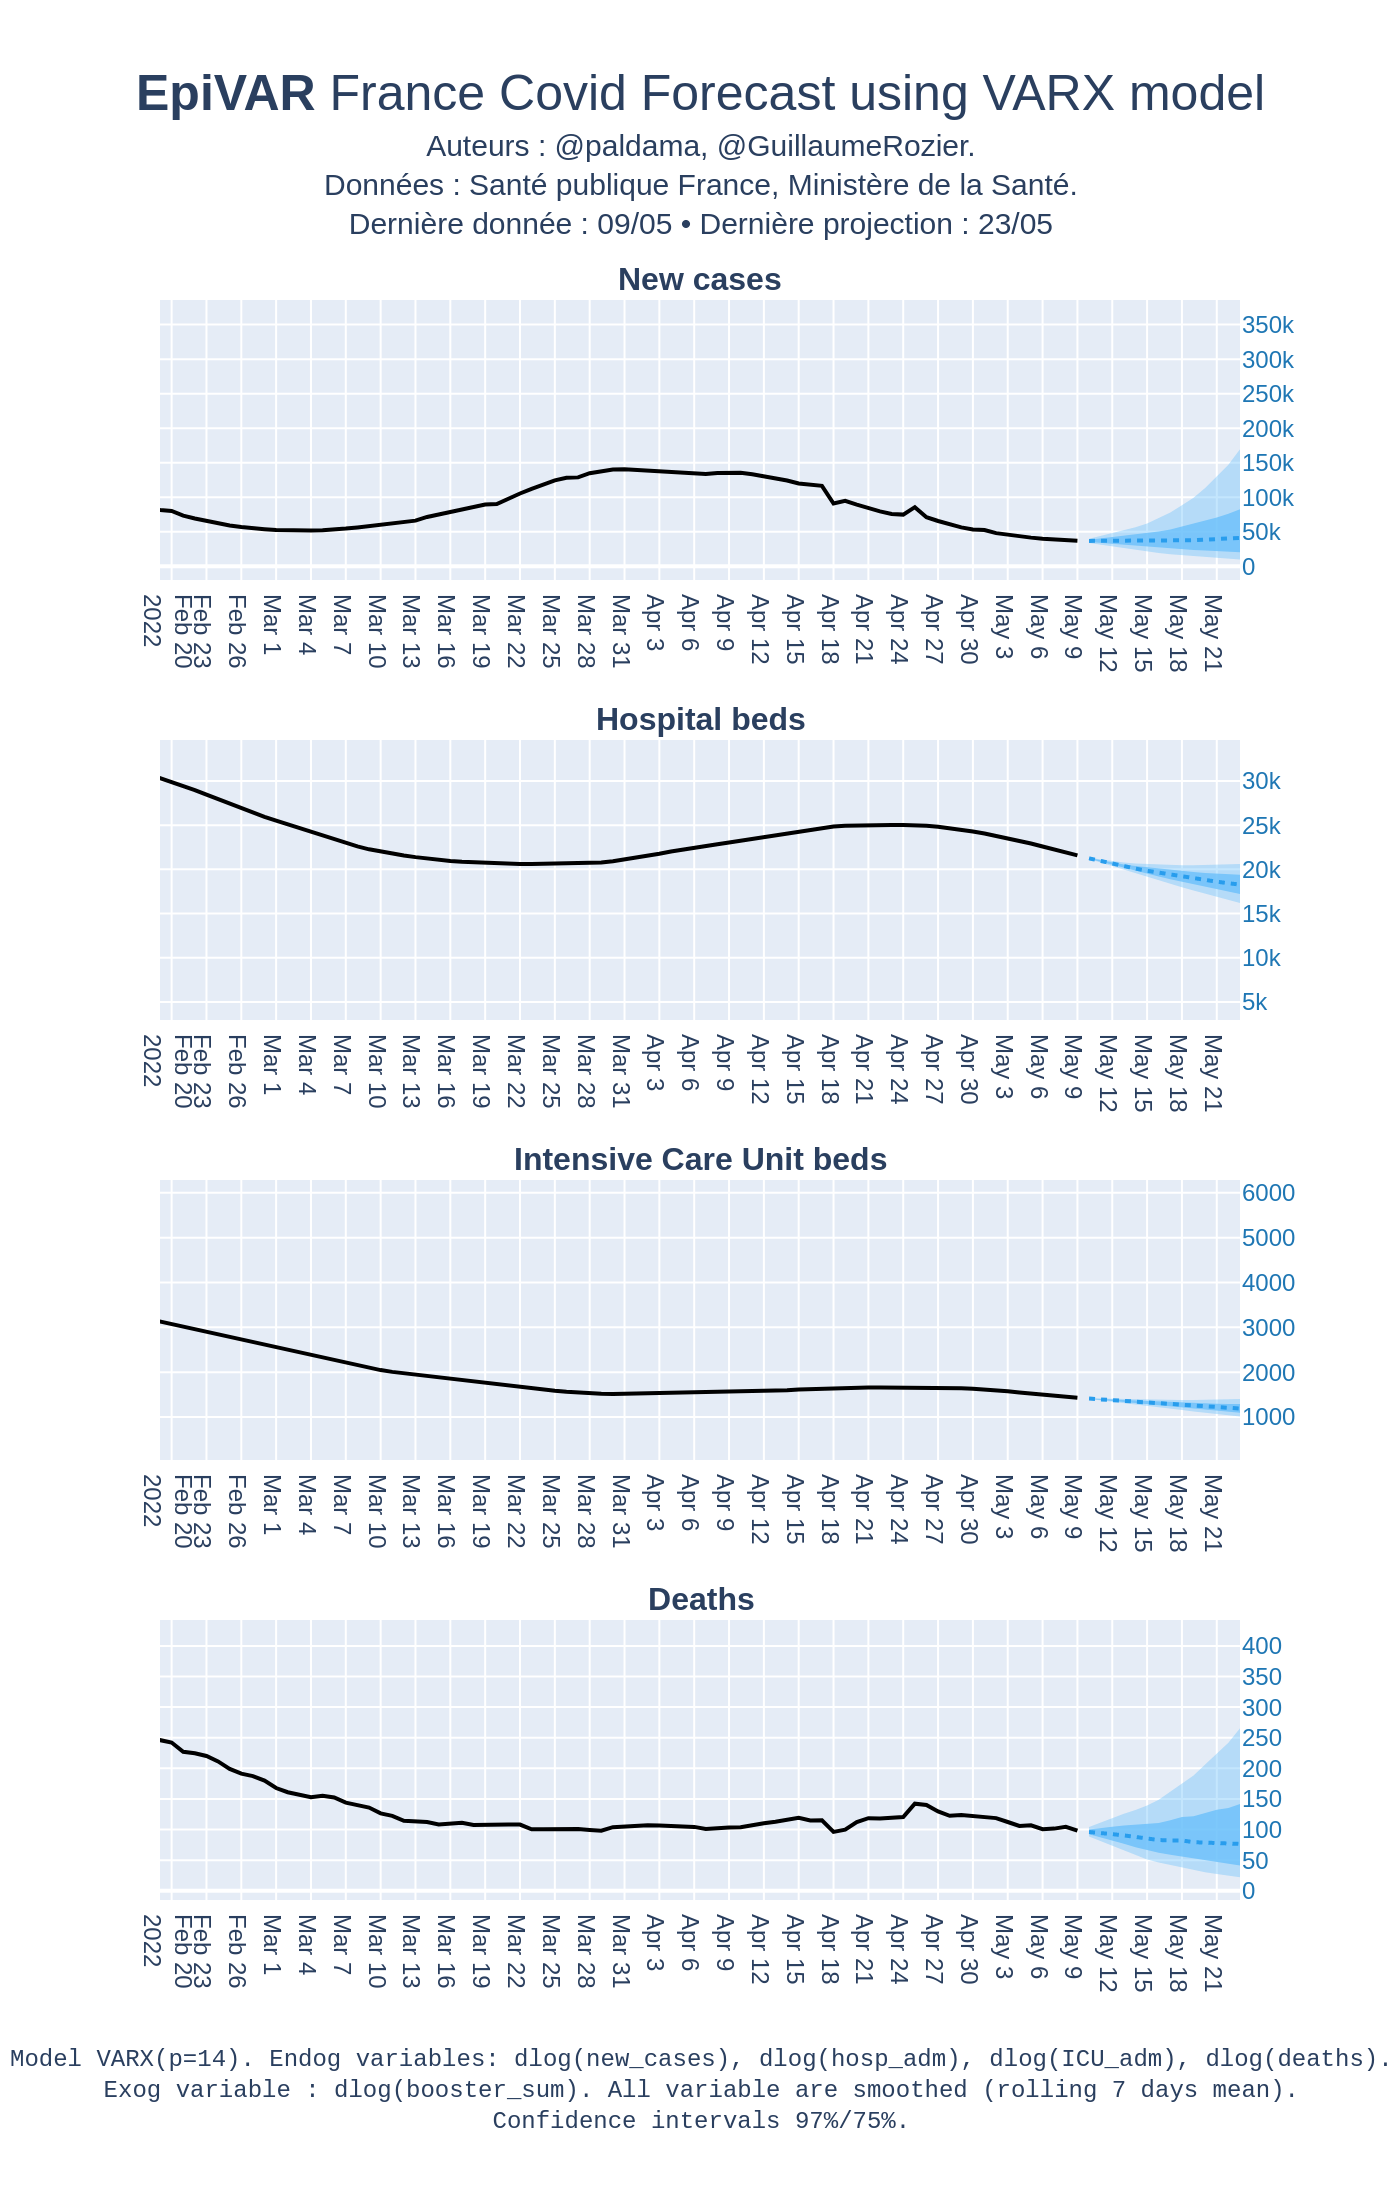 EpiVAR France Covid Forecast using VARX model
Auteurs : @paldama, @GuillaumeRozier.
Données : Santé publique France, Ministère de la Santé.
Dernière donnée : 09/05 • Dernière projection : 23/05
New cases
350k
300k
250k
200k
150k
100k
50k
0
Feb 20
2022
Feb 23
Feb 26
Mar 1
Mar 4
Mar 7
Mar 10
Mar 13
Mar 16
Mar 19
Mar 22
Mar 25
Mar 28
Mar 31
Apr 3
Apr 6
Apr 9
Apr 12
Apr 15
Apr 18
Apr 21
Apr 24
Apr 27
Apr 30
May 3
May 6
May 9
May 12
May 15
May 18
May 21
Hospital beds
30k
25k
20k
15k
10k
5k
Feb 20
2022
Feb 23
Feb 26
Mar 1
Mar 4
Mar 7
Mar 10
Mar 13
Mar 16
Mar 19
Mar 22
Mar 25
Mar 28
Mar 31
Apr 3
Apr 6
Apr 9
Apr 12
Apr 15
Apr 18
Apr 21
Apr 24
Apr 27
Apr 30
May 3
May 6
May 9
May 12
May 15
May 18
May 21
Intensive Care Unit beds
6000
5000
4000
3000
2000
1000
Feb 20
2022
Feb 23
Feb 26
Mar 1
Mar 4
Mar 7
Mar 10
Mar 13
Mar 16
Mar 19
Mar 22
Mar 25
Mar 28
Mar 31
Apr 3
Apr 6
Apr 9
Apr 12
Apr 15
Apr 18
Apr 21
Apr 24
Apr 27
Apr 30
May 3
May 6
May 9
May 12
May 15
May 18
May 21
Deaths
400
350
300
250
200
150
100
50
0
Feb 20
2022
Feb 23
Feb 26
Mar 1
Mar 4
Mar 7
Mar 10
Mar 13
Mar 16
Mar 19
Mar 22
Mar 25
Mar 28
Mar 31
Apr 3
Apr 6
Apr 9
Apr 12
Apr 15
Apr 18
Apr 21
Apr 24
Apr 27
Apr 30
May 3
May 6
May 9
May 12
May 15
May 18
May 21
Model VARX(p=14). Endog variables: dlog(new_cases), dlog(hosp_adm), dlog(ICU_adm), dlog(deaths).
Exog variable : dlog(booster_sum). All variable are smoothed (rolling 7 days mean).
Confidence intervals 97%/75%.